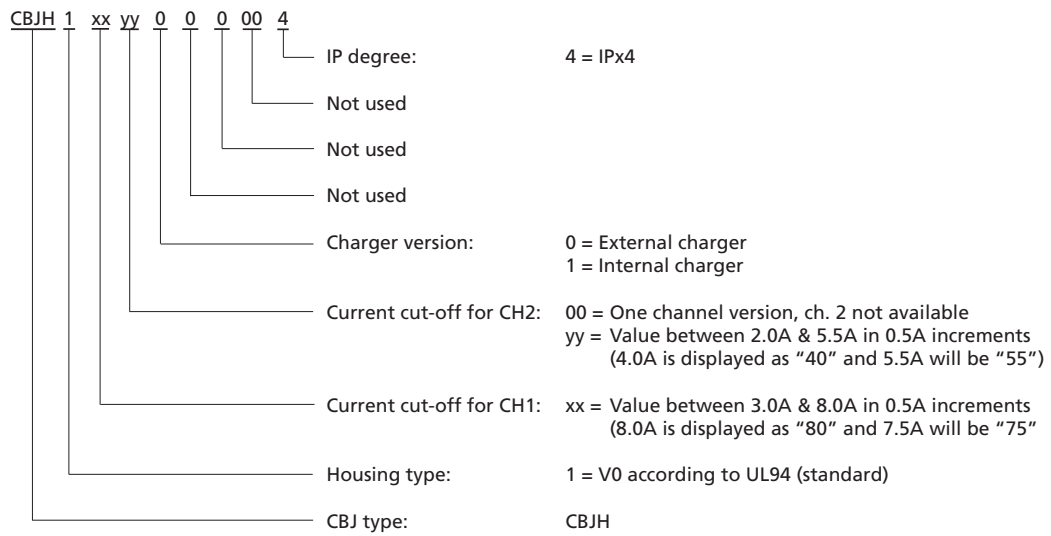 CBJH 1 xx yy 0 0 0 00 4
IP degree: 4 = IPx4
Not used
Not used
Not used
Charger version: 0 = External charger
1 = Internal charger
Current cut-off for CH2: 00 = One channel version, ch. 2 not available
yy = Value between 2.0A & 5.5A in 0.5A increments
(4.0A is displayed as “40” and 5.5A will be “55”)
Current cut-off for CH1: xx = Value between 3.0A & 8.0A in 0.5A increments
(8.0A is displayed as “80” and 7.5A will be “75”
Housing type: 1 = V0 according to UL94 (standard)
CBJ type: CBJH